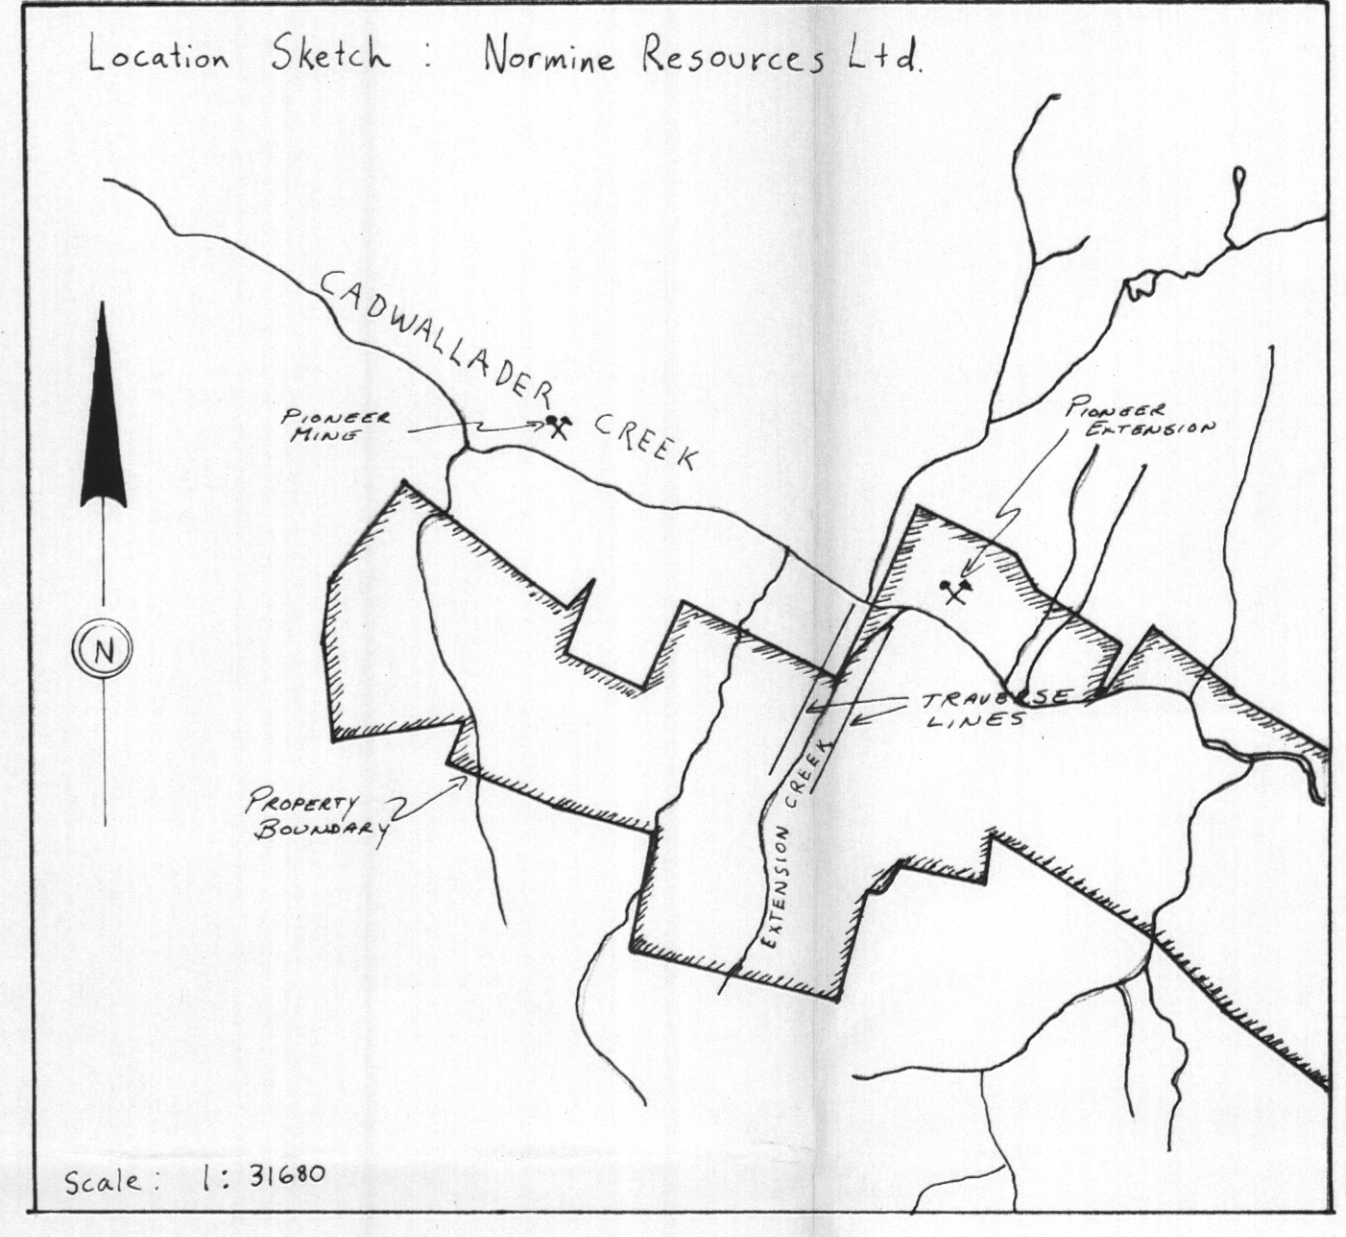 Location Sketch : Normine Resources Ltd.
CADWALLADER CREEK
PIONEER
MINE
PIONEER
EXTENSION
N
TRAVERSE
LINES
EXTENSION CREEK
PROPERTY
BOUNDARY
Scale: 1: 31680